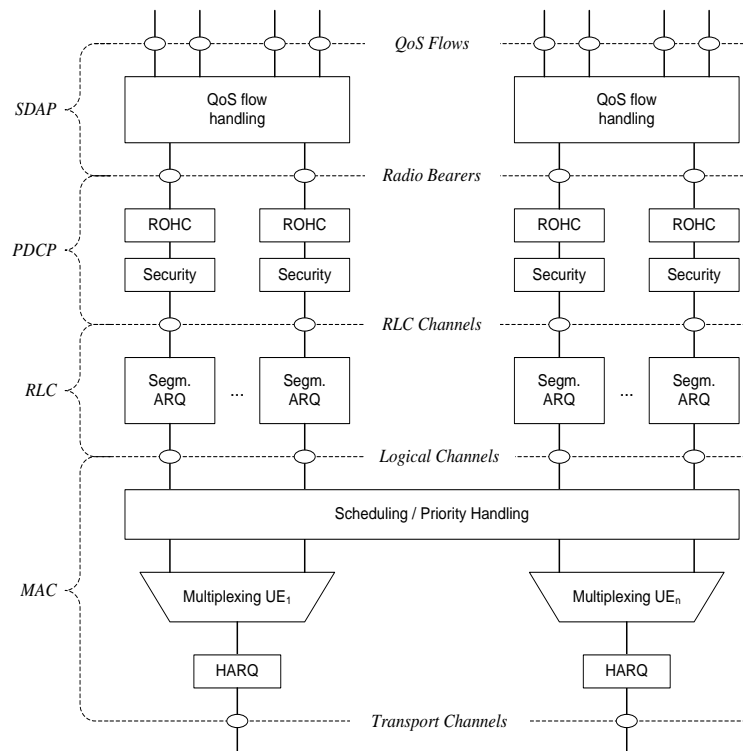 QoS Flows
SDAP
QoS flow
handling
QoS flow
handling
Radio Bearers
ROHC
ROHC
ROHC
ROHC
PDCP
Security
Security
Security
Security
RLC Channels
RLC
Segm.
ARQ
...
Segm.
ARQ
Segm.
ARQ
...
Segm.
ARQ
Logical Channels
Scheduling / Priority Handling
MAC
Multiplexing UE₁
Multiplexing UEₙ
HARQ
HARQ
Transport Channels